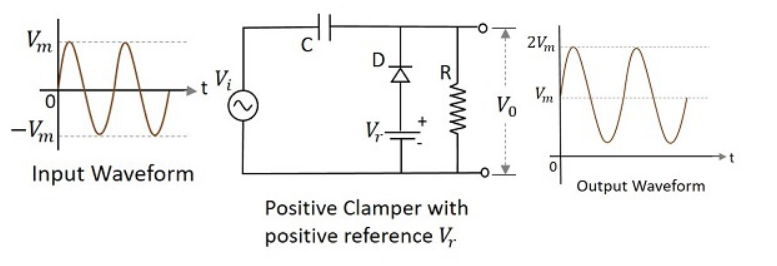 Vₘ
0
−Vₘ
t
Input Waveform
Vᵢ
C
D
R
Vᵣ
+
-
V₀
Positive Clamper with
positive reference Vᵣ
2Vₘ
Vₘ
0
t
Output Waveform